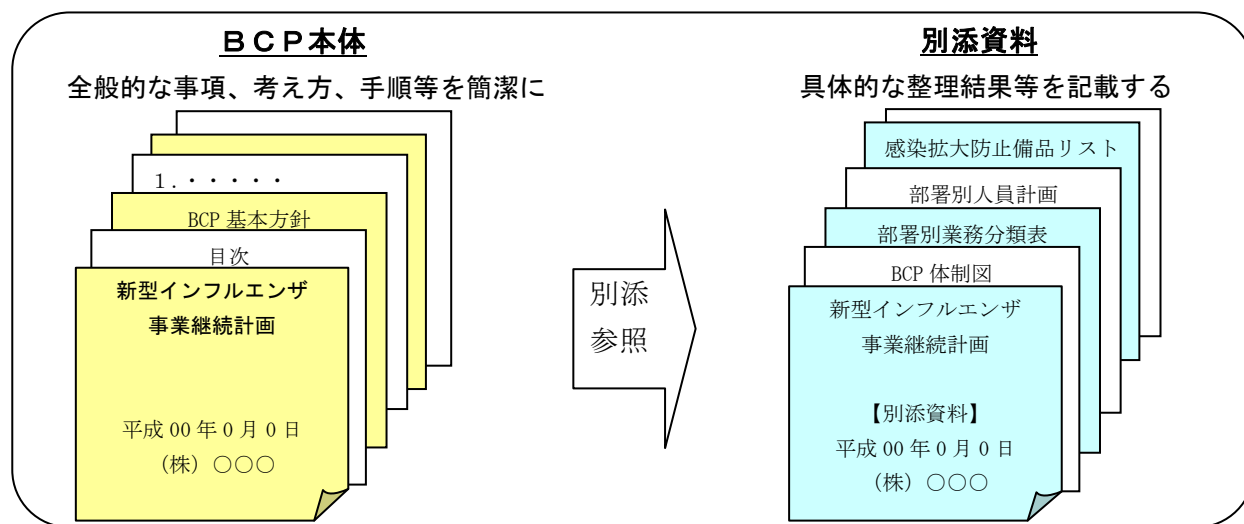 ＢＣＰ本体
全般的な事項、考え方、手順等を簡潔に
１.・・・・・
BCP 基本方針
目次
新型インフルエンザ
事業継続計画
平成 00 年 0 月 0 日
（株）○○○
別添
参照
別添資料
具体的な整理結果等を記載する
感染拡大防止備品リスト
部署別人員計画
部署別業務分類表
BCP 体制図
新型インフルエンザ
事業継続計画
【別添資料】
平成 00 年 0 月 0 日
（株）○○○